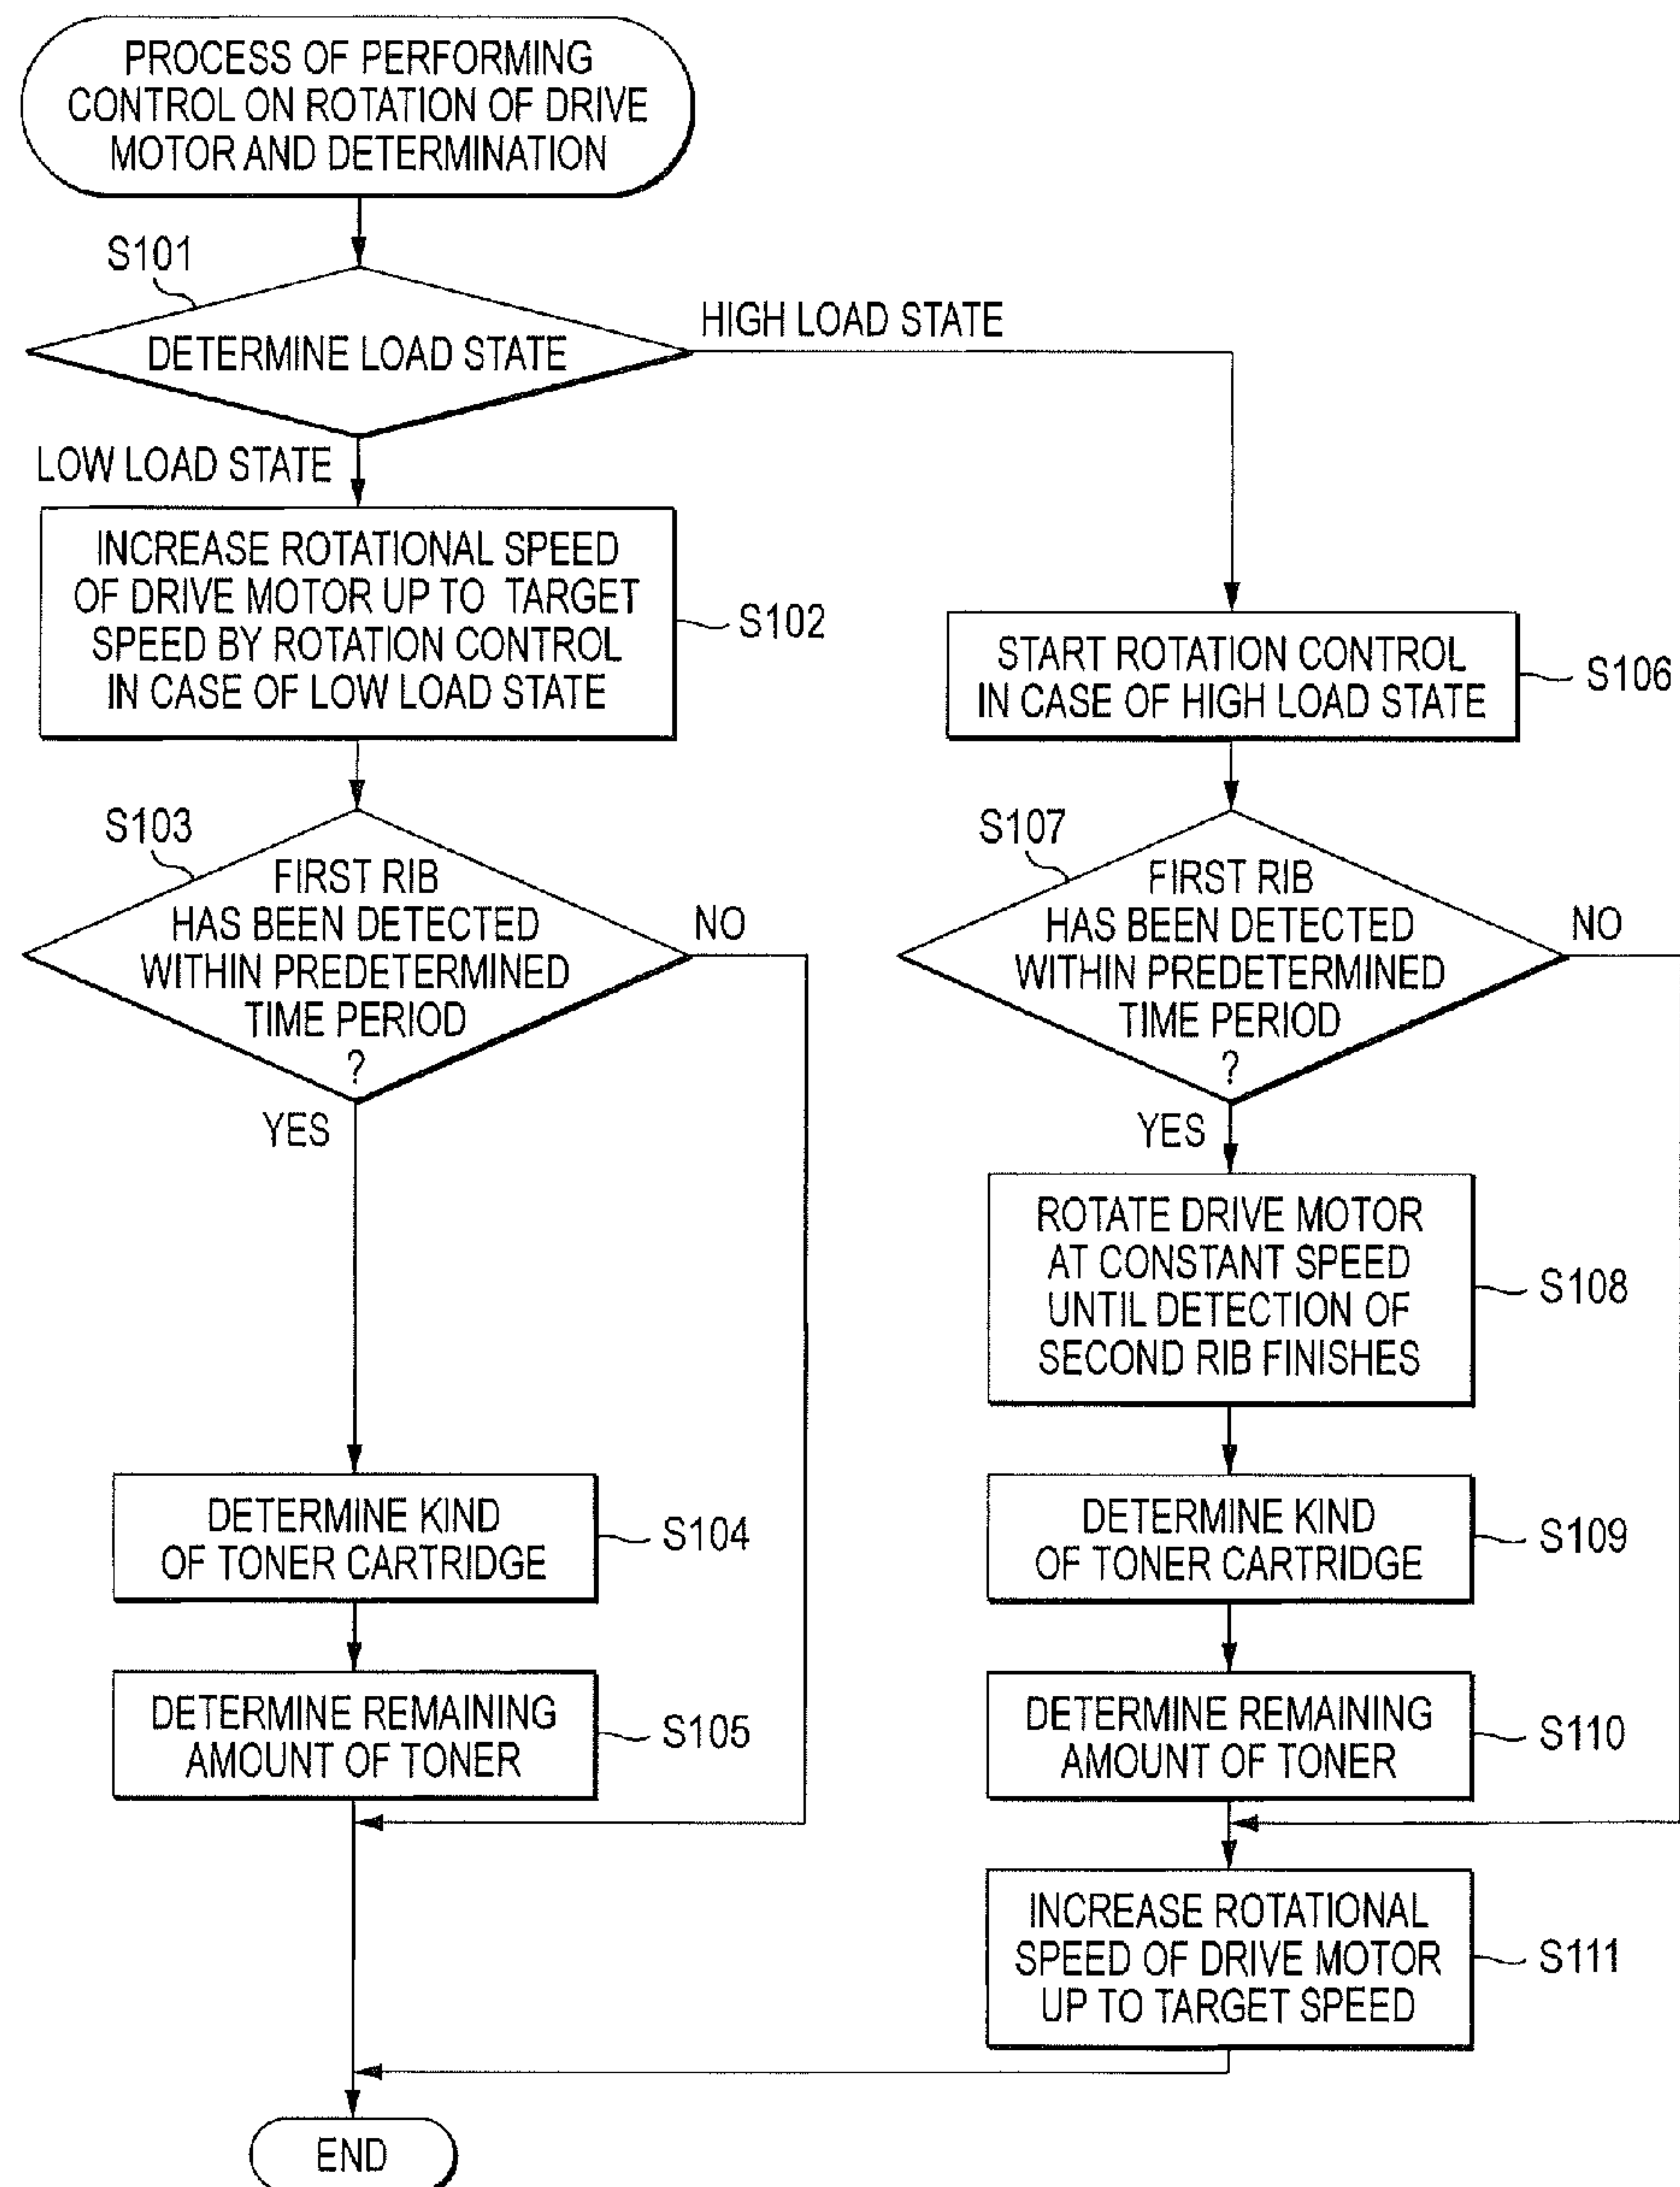 PROCESS OF PERFORMING
CONTROL ON ROTATION OF DRIVE
MOTOR AND DETERMINATION
S101
DETERMINE LOAD STATE
HIGH LOAD STATE
LOW LOAD STATE
INCREASE ROTATIONAL SPEED
OF DRIVE MOTOR UP TO TARGET
SPEED BY ROTATION CONTROL
IN CASE OF LOW LOAD STATE
S102
S103
FIRST RIB
HAS BEEN DETECTED
WITHIN PREDETERMINED
TIME PERIOD
?
NO
YES
DETERMINE KIND
OF TONER CARTRIDGE
S104
DETERMINE REMAINING
AMOUNT OF TONER
S105
START ROTATION CONTROL
IN CASE OF HIGH LOAD STATE
S106
S107
FIRST RIB
HAS BEEN DETECTED
WITHIN PREDETERMINED
TIME PERIOD
?
NO
YES
ROTATE DRIVE MOTOR
AT CONSTANT SPEED
UNTIL DETECTION OF
SECOND RIB FINISHES
S108
DETERMINE KIND
OF TONER CARTRIDGE
S109
DETERMINE REMAINING
AMOUNT OF TONER
S110
INCREASE ROTATIONAL
SPEED OF DRIVE MOTOR
UP TO TARGET SPEED
S111
END